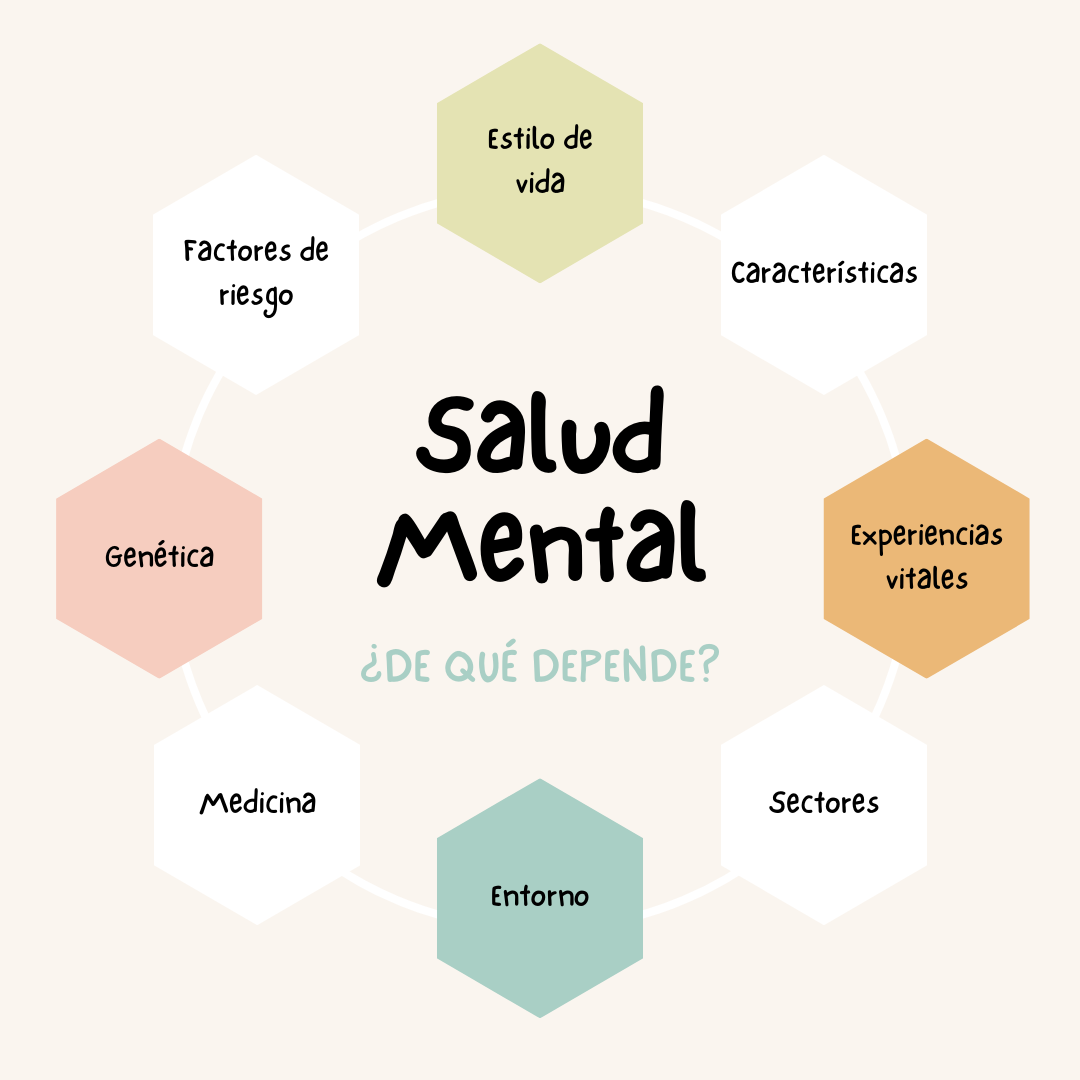 Estilo de
vida
Factores de
riesgo
Características
Salud
Mental
¿DE QUÉ DEPENDE?
Genética
Experiencias
vitales
Medicina
Sectores
Entorno